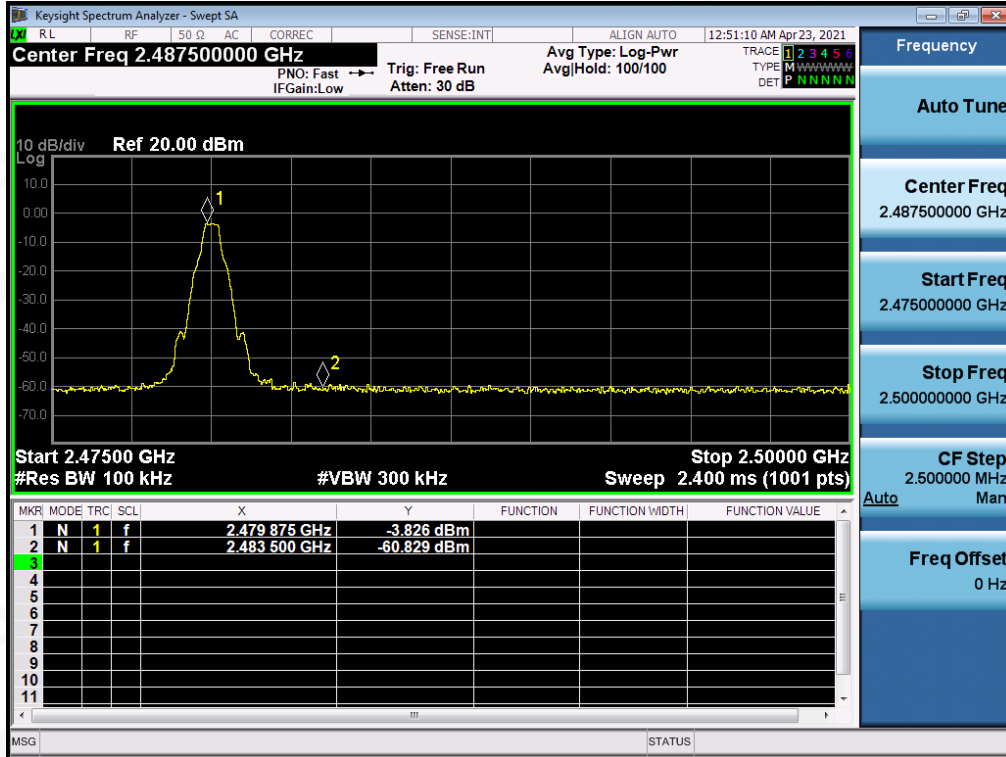 Keysight Spectrum Analyzer - Swept SA
LXI RL RF 50 Ω AC CORREC SENSE:INT ALIGN AUTO 12:51:10 AM Apr 23, 2021
Center Freq 2.487500000 GHz
PNO: Fast
IFGain:Low
Trig: Free Run
Atten: 30 dB
Avg Type: Log-Pwr
Avg|Hold: 100/100
TRACE 1 2 3 4 5 6
TYPE M W W W W W
DET P N N N N N
10 dB/div Ref 20.00 dBm
Log
10.0
0.00
-10.0
-20.0
-30.0
-40.0
-50.0
-60.0
-70.0
1
2
Start 2.47500 GHz Stop 2.50000 GHz
#Res BW 100 kHz #VBW 300 kHz Sweep 2.400 ms (1001 pts)
MKR MODE TRC SCL X Y FUNCTION FUNCTION WIDTH FUNCTION VALUE
1 N 1 f 2.479 875 GHz -3.826 dBm
2 N 1 f 2.483 500 GHz -60.829 dBm
3
4
5
6
7
8
9
10
11
MSG STATUS
Frequency
Auto Tune
Center Freq
2.487500000 GHz
Start Freq
2.475000000 GHz
Stop Freq
2.500000000 GHz
CF Step
2.500000 MHz
Auto Man
Freq Offset
0 Hz